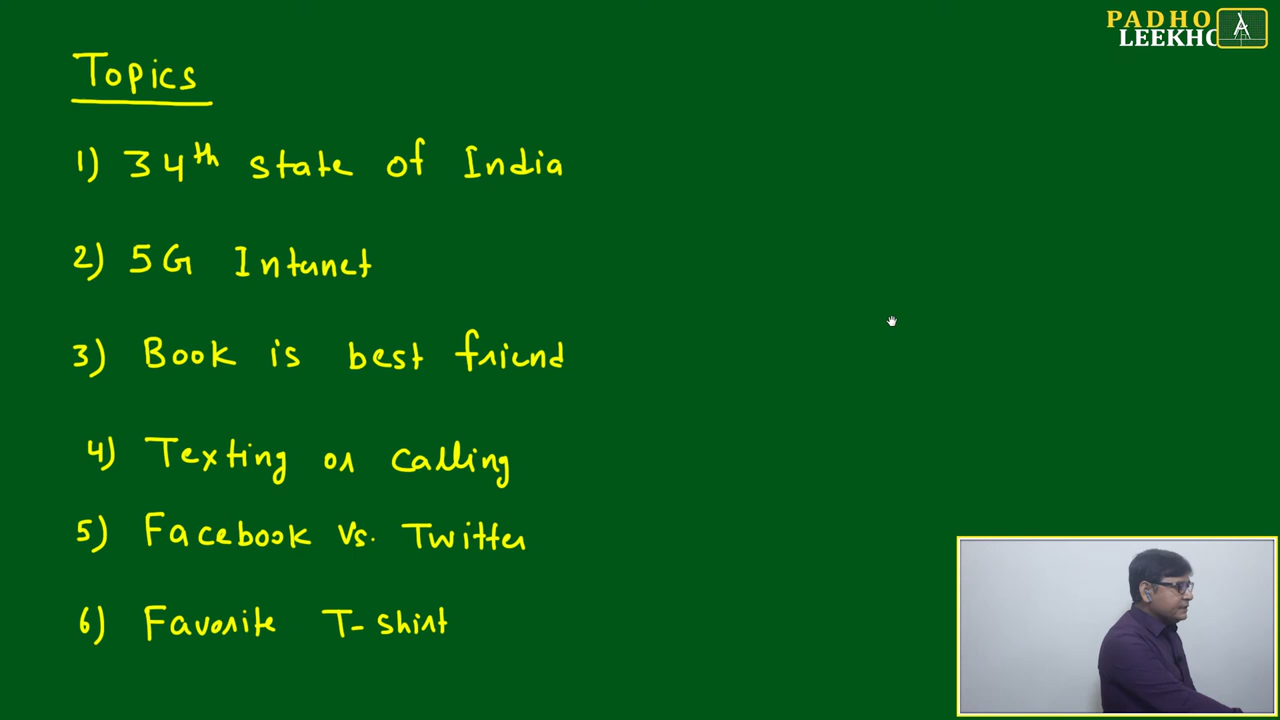 PADHO
LEEKHO
Topics
1) 34th state of India
2) 5G Internet
3) Book is best friend
4) Texting or calling
5) Facebook Vs. Twitter
6) Favorite T-shirt